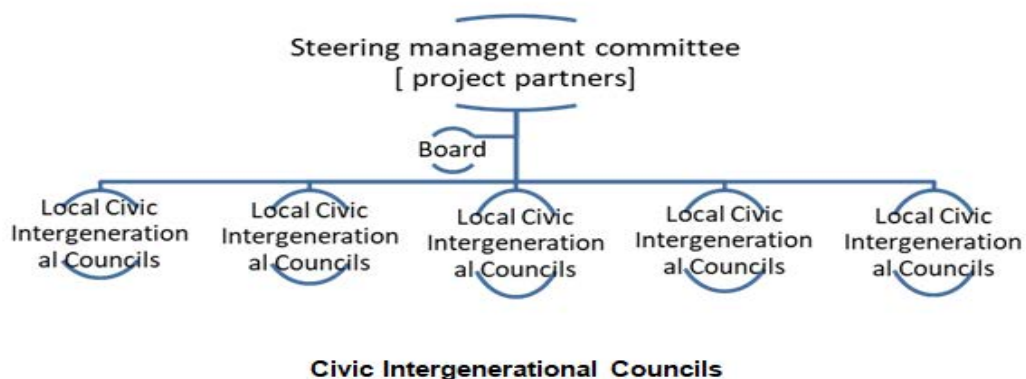 Steering management committee
[ project partners]
Board
Local Civic
Intergeneration
al Councils
Local Civic
Intergeneration
al Councils
Local Civic
Intergeneration
al Councils
Local Civic
Intergeneration
al Councils
Local Civic
Intergeneration
al Councils
Civic Intergenerational Councils